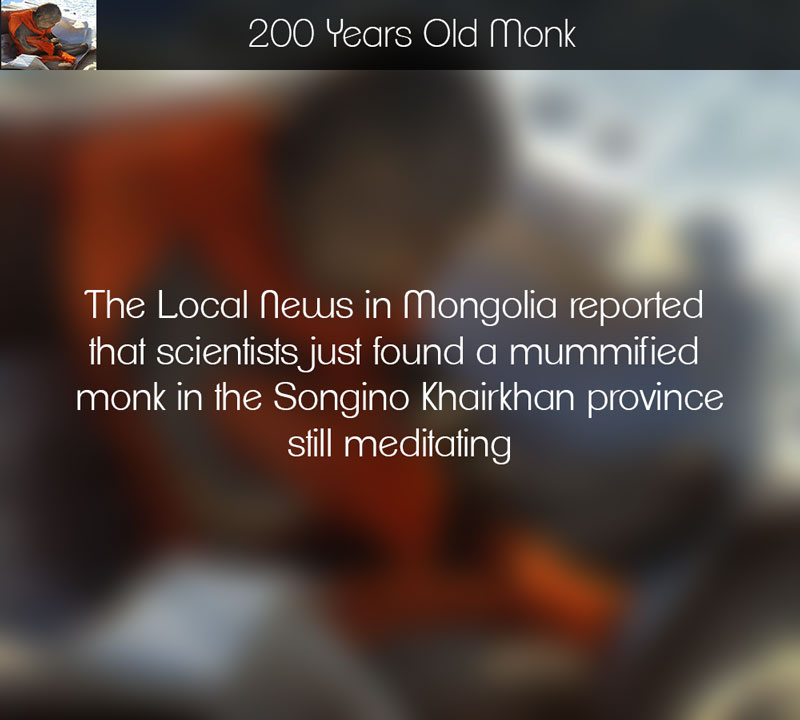 200 Years Old Monk
The Local News in Mongolia reported
that scientists just found a mummified
monk in the Songino Khairkhan province
still meditating